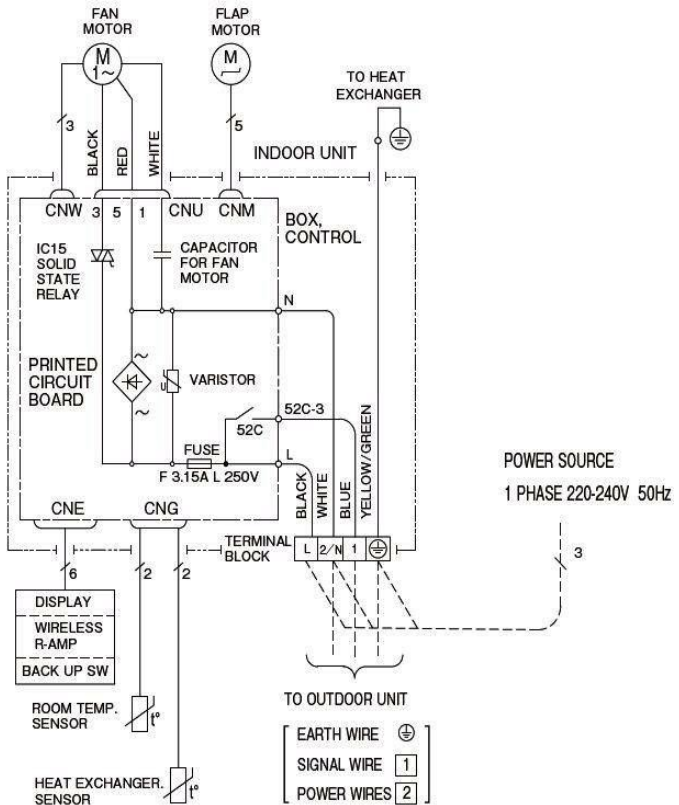 FAN
MOTOR
M
1~
FLAP
MOTOR
M
TO HEAT
EXCHANGER
3
BLACK
RED
WHITE
5
INDOOR UNIT
CNW
3 5 1
CNU
CNM
BOX,
CONTROL
IC15
SOLID
STATE
RELAY
CAPACITOR
FOR FAN
MOTOR
N
PRINTED
CIRCUIT
BOARD
~
~
U
VARISTOR
52C
52C-3
FUSE
F 3.15A L 250V
L
BLACK
WHITE
BLUE
YELLOW/GREEN
POWER SOURCE
1 PHASE 220-240V 50Hz
3
CNE
CNG
TERMINAL
BLOCK
L 2/N 1
6
2
2
DISPLAY
WIRELESS
R-AMP
BACK UP SW
ROOM TEMP.
SENSOR
t°
HEAT EXCHANGER.
SENSOR
t°
TO OUTDOOR UNIT
EARTH WIRE
SIGNAL WIRE 1
POWER WIRES 2